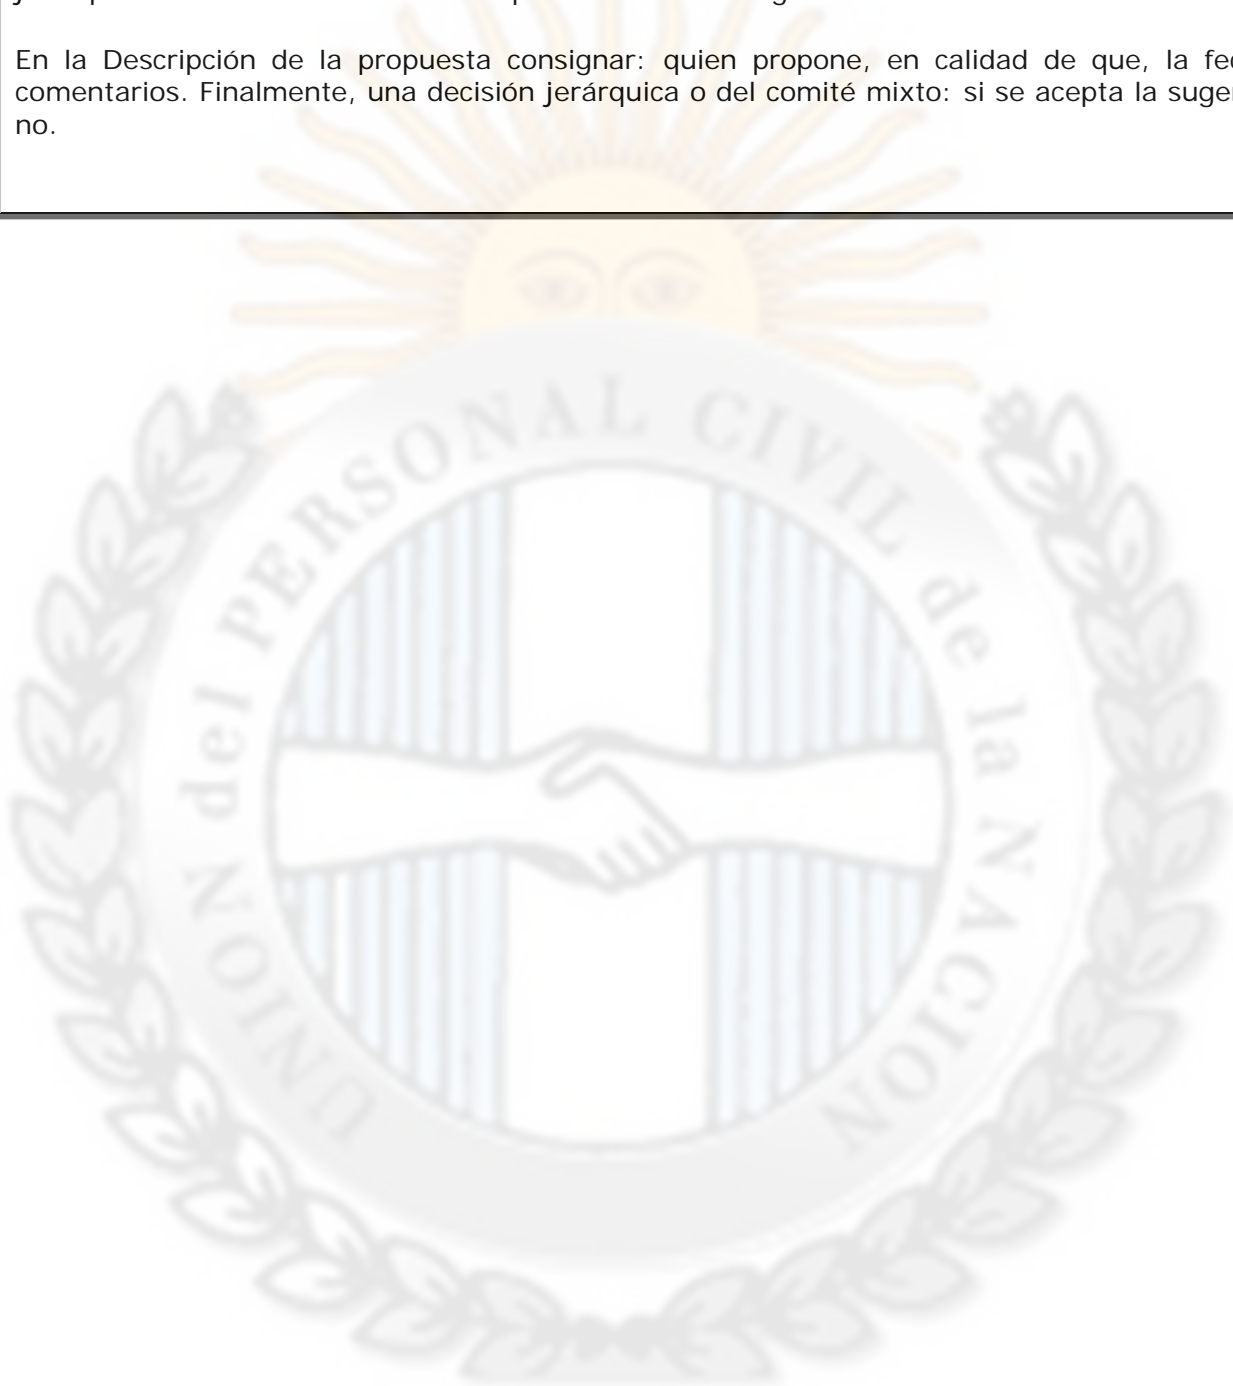 En la Descripción de la propuesta consignar: quien propone, en calidad de que, la
comentarios. Finalmente, una decisión jerárquica o del comité mixto: si se acepta la
no.
UNION del PERSONAL CIVIL de la NACION